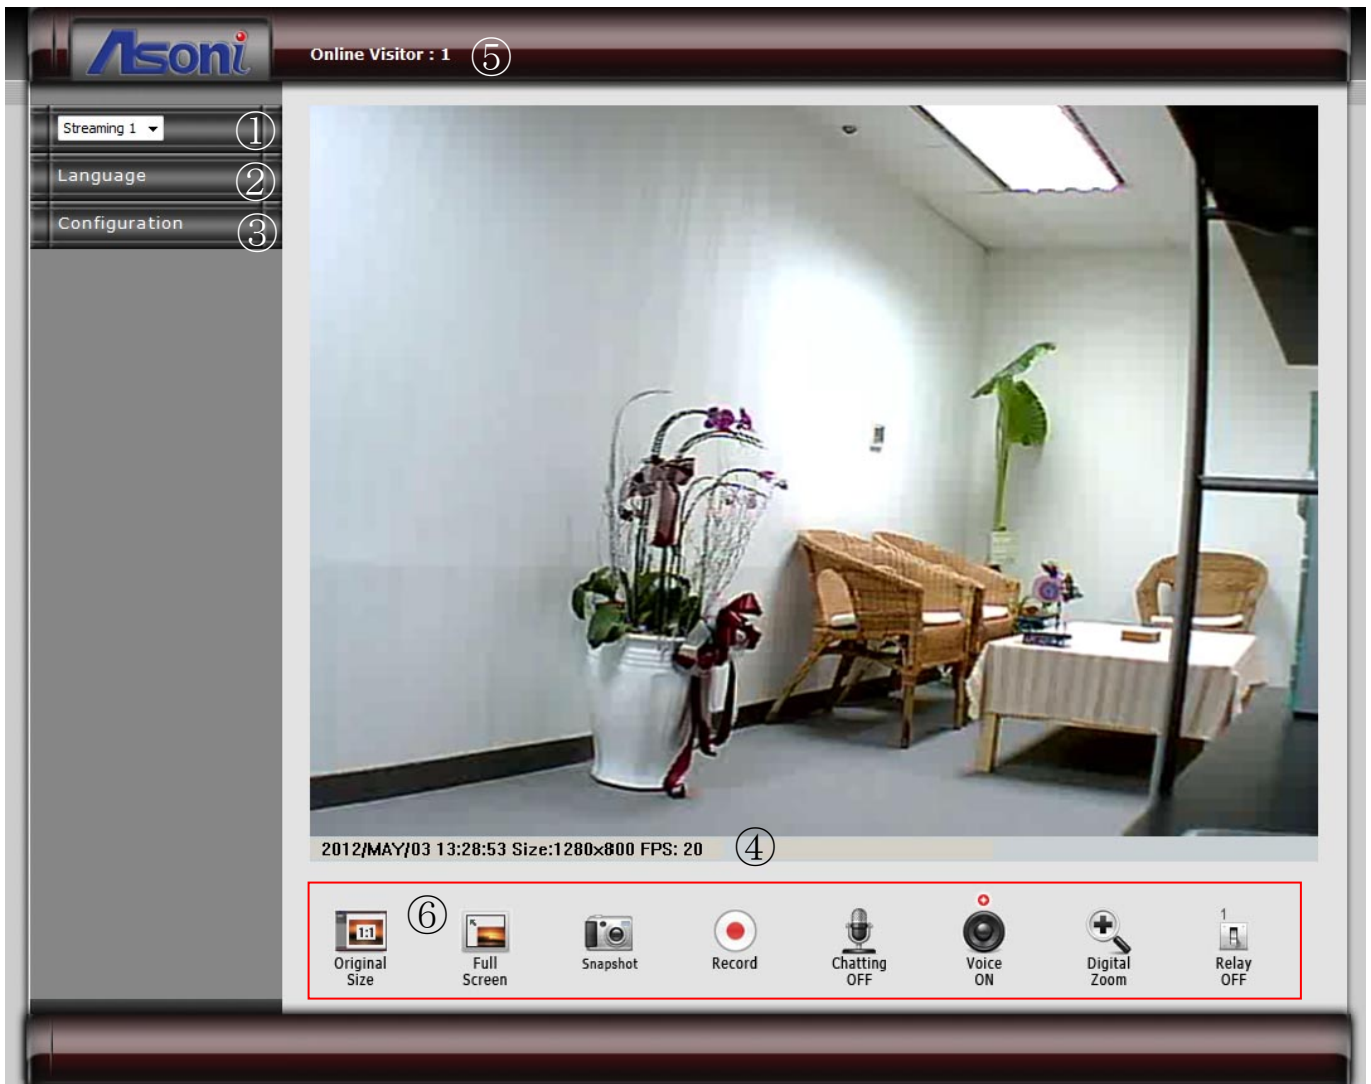 Asoni
Online Visitor : 1 ⑤
Streaming 1 ①
Language ②
Configuration ③
2012/MAY/03 13:28:53 Size:1280x800 FPS: 20 ④
⑥
1:1
Original Size
Full Screen
Snapshot
Record
Chatting OFF
Voice ON
Digital Zoom
1
Relay OFF